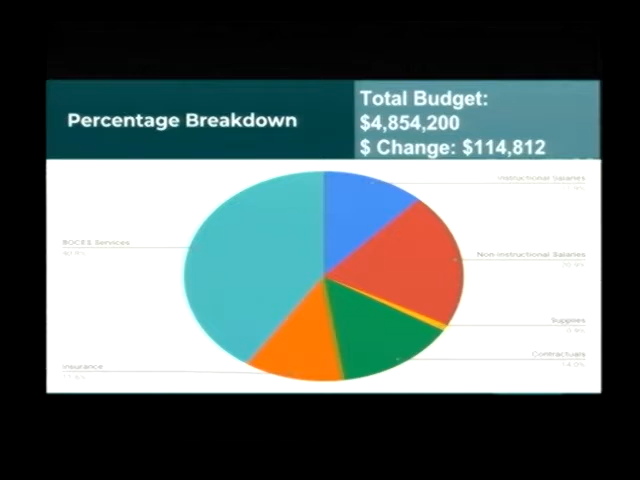 Percentage Breakdown
Total Budget:
$4,854,200
$ Change: $114,812
Instructional Salaries
BOCES Services
Non-instructional Salaries
Supplies
Contractuals
14.0%
Insurance